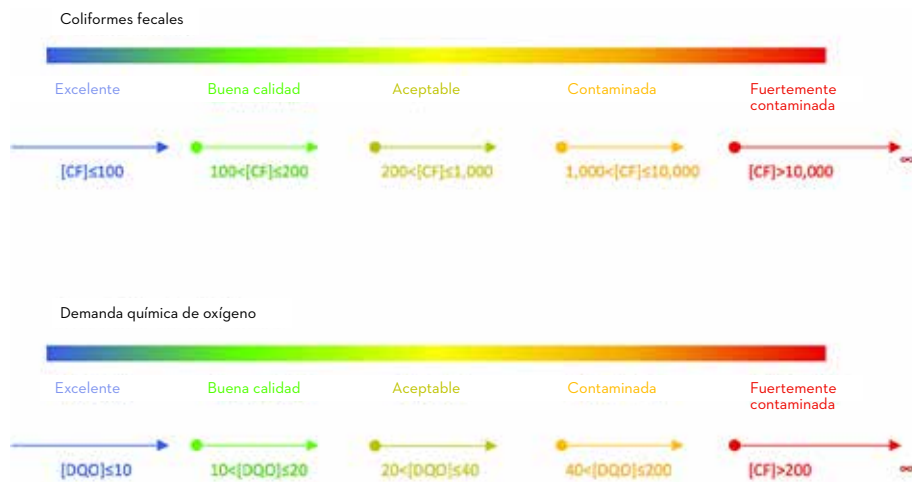 Coliformes fecales
Excelente Buena calidad Aceptable Contaminada Fuertemente contaminada
[CF]≤100 100<[CF]≤200 200<[CF]≤1,000 1,000<[CF]≤10,000 [CF]>10,000 ∞
Demanda química de oxígeno
Excelente Buena calidad Aceptable Contaminada Fuertemente contaminada
[DQO]≤10 10<[DQO]≤20 20<[DQO]≤40 40<[DQO]≤200 [CF]>200 ∞